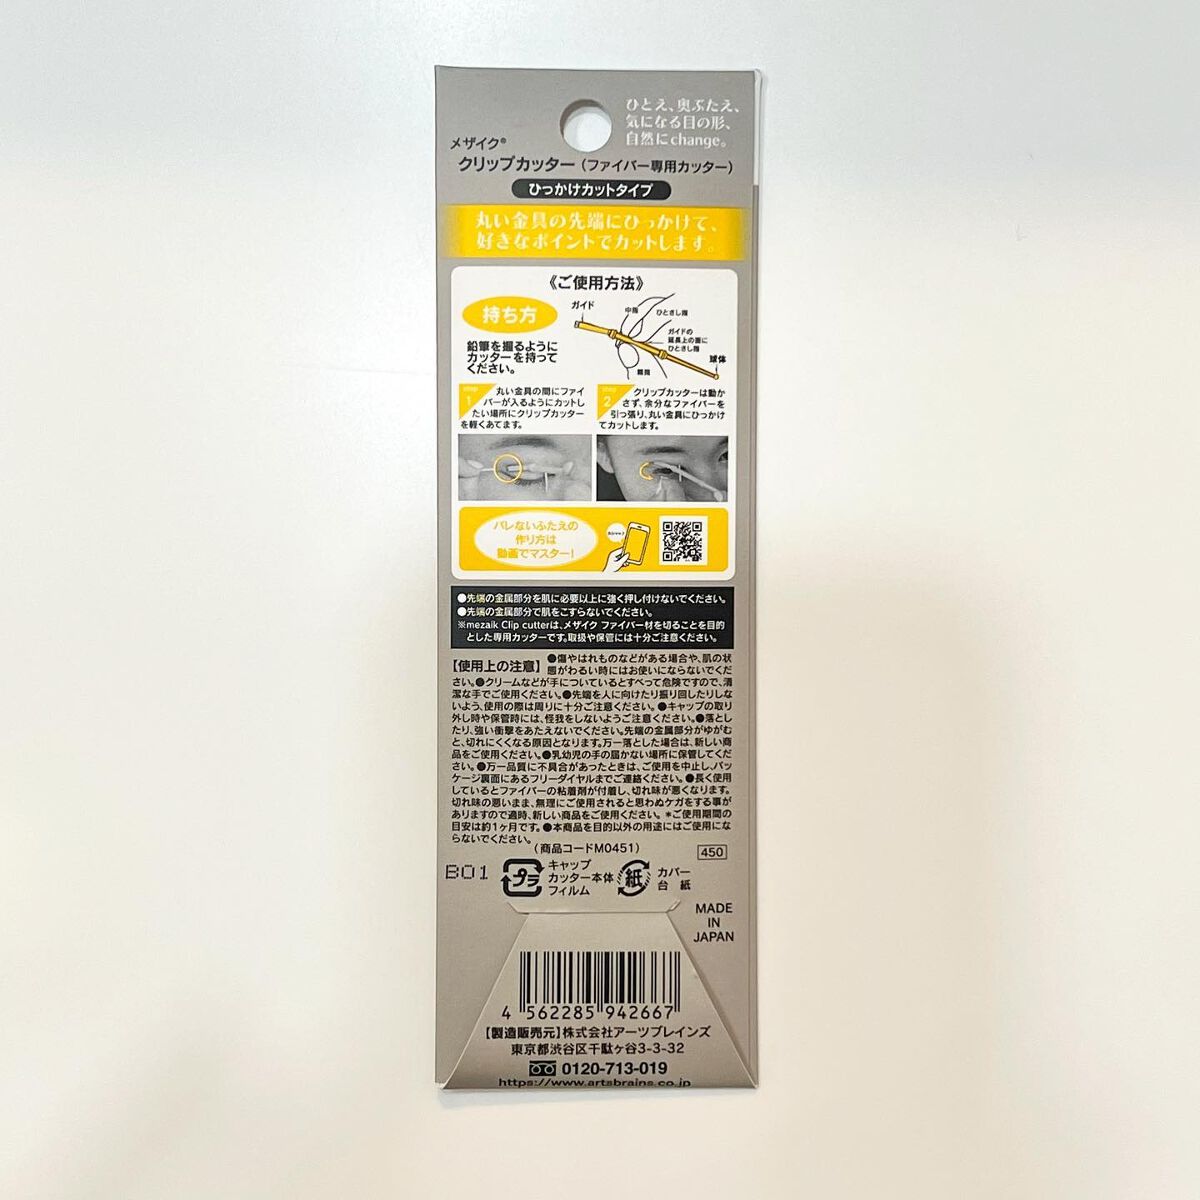 ひとえ、奥ぶたえ、
気になる目の形、
自然にchange。
メザイク®
クリップカッター（ファイバー専用カッター）
ひっかけカットタイプ
丸い金具の先端にひっかけて、
好きなポイントでカットします。
《ご使用方法》
持ち方
鉛筆を握るように
カッターを持って
ください。
ガイド
中指
ひとさし指
ガイドの
延長上の面に
ひとさし指
親指
球体
step
1
丸い金具の間にファイ
バーが入るようにカットし
たい場所にクリップカッター
を軽くあてます。
step
2
クリップカッターは動か
さず、余分なファイバーを
引っ張り、丸い金具にひっかけ
てカットします。
バレないふたえの
作り方は
動画でマスター!
●先端の金属部分を肌に必要以上に強く押し付けないでください。
●先端の金属部分で肌をこすらないでください。
※mezaik Clip cutterは、メザイク ファイバー材を切ることを目的
とした専用カッターです。取扱や保管には十分ご注意ください。
【使用上の注意】●傷やはれものなどがある場合や、肌の状
態がわるい時にはお使いにならないでくだ
さい。●クリームなどが手についているとすべって危険ですので、清
潔な手でご使用ください。●先端を人に向けたり振り回したりしな
いよう、使用の際は周りに十分ご注意ください。●キャップの取り
外し時や保管時には、怪我をしないようご注意ください。●落とし
たり、強い衝撃をあたえないでください。先端の金属部分がゆがむ
と、切れにくくなる原因となります。万一落とした場合は、新しい商
品をご使用ください。●乳幼児の手の届かない場所に保管してくだ
さい。●万一品質に不具合があったときは、ご使用を中止し、パッ
ケージ裏面にあるフリーダイヤルまでご連絡ください。●長く使用
しているとファイバーの粘着剤が付着し、切れ味が悪くなります。
切れ味の悪いまま、無理にご使用されると思わぬケガをする事が
ありますので適時、新しい商品をご使用ください。＊ご使用期間の
目安は約1ヶ月です。●本商品を目的以外の用途にはご使用にな
らないでください。
（商品コードM0451）
450
B01
プラ
キャップ
カッター本体
フィルム
紙
カバー
台 紙
MADE
IN
JAPAN
4 562285 942667
【製造販売元】株式会社アーツブレインズ
東京都渋谷区千駄ヶ谷3-3-32
0120-713-019
https://www.artsbrains.co.jp